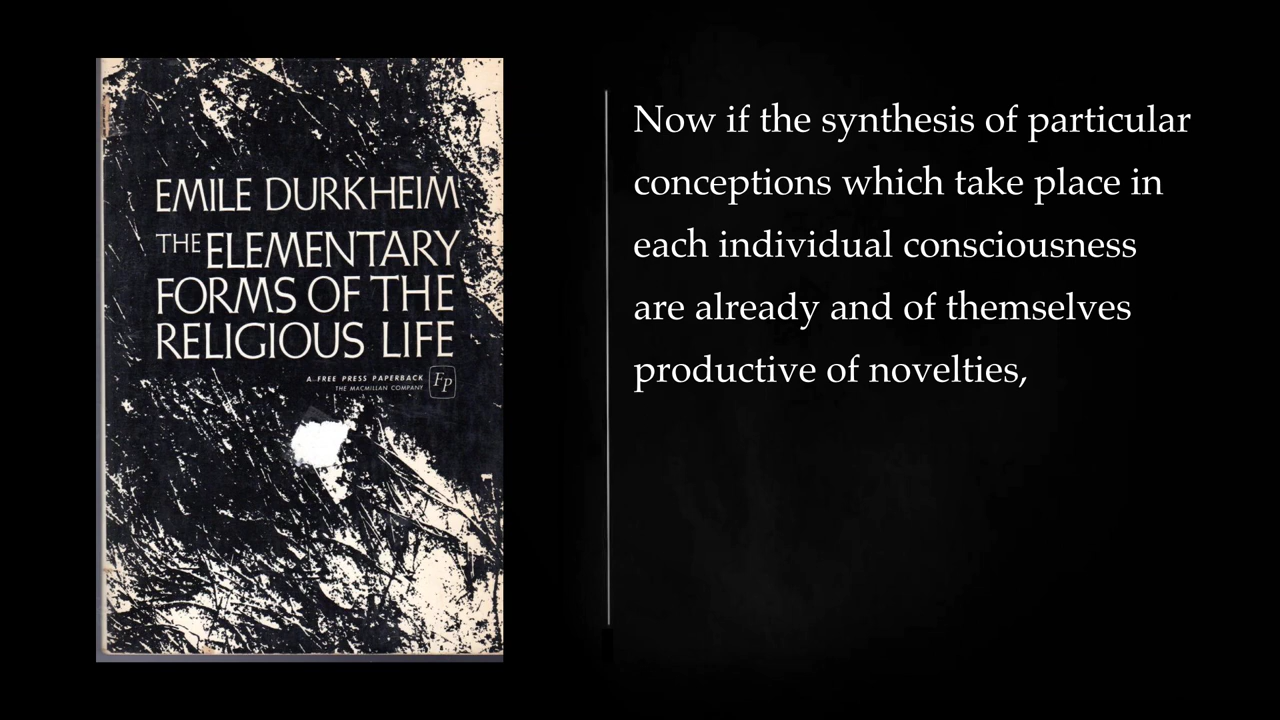 EMILE DURKHEIM
THE ELEMENTARY
FORMS OF THE
RELIGIOUS LIFE
A FREE PRESS PAPERBACK
THE MACMILLAN COMPANY
FP
Now if the synthesis of particular
conceptions which take place in
each individual consciousness
are already and of themselves
productive of novelties,